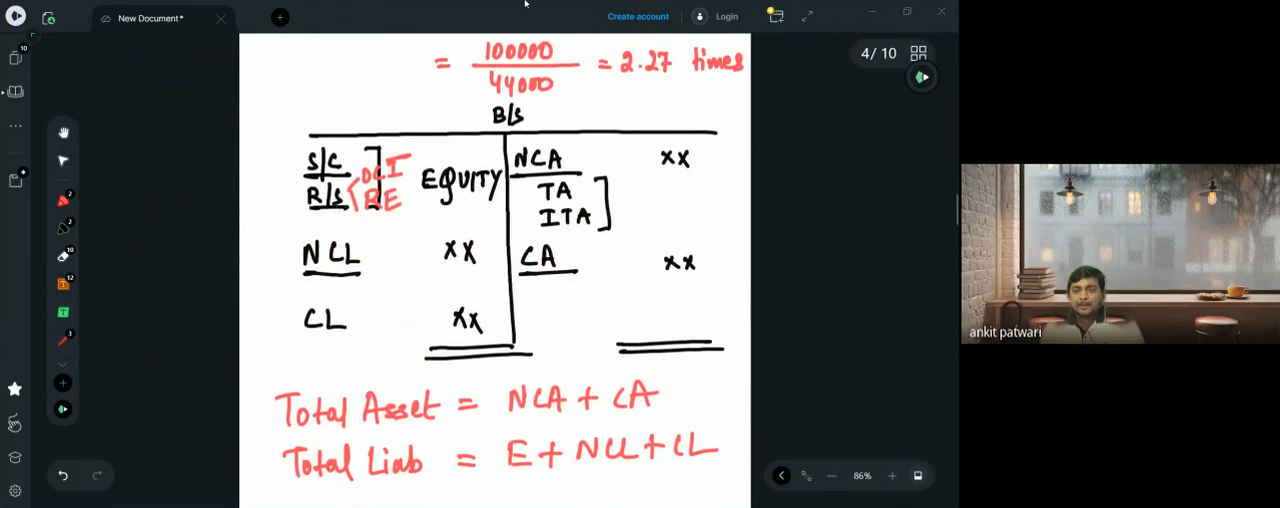 New Document*
Create account
Login
4/10
= 100000 / 44000 = 2.27 times
B/S
S/C
R/S
OCI
RE
EQUITY
NCA xx
TA
ITA
NCL xx
CA xx
CL xx
Total Asset = NCA + CA
Total Liab = E + NCL + CL
86%
ankit patwari